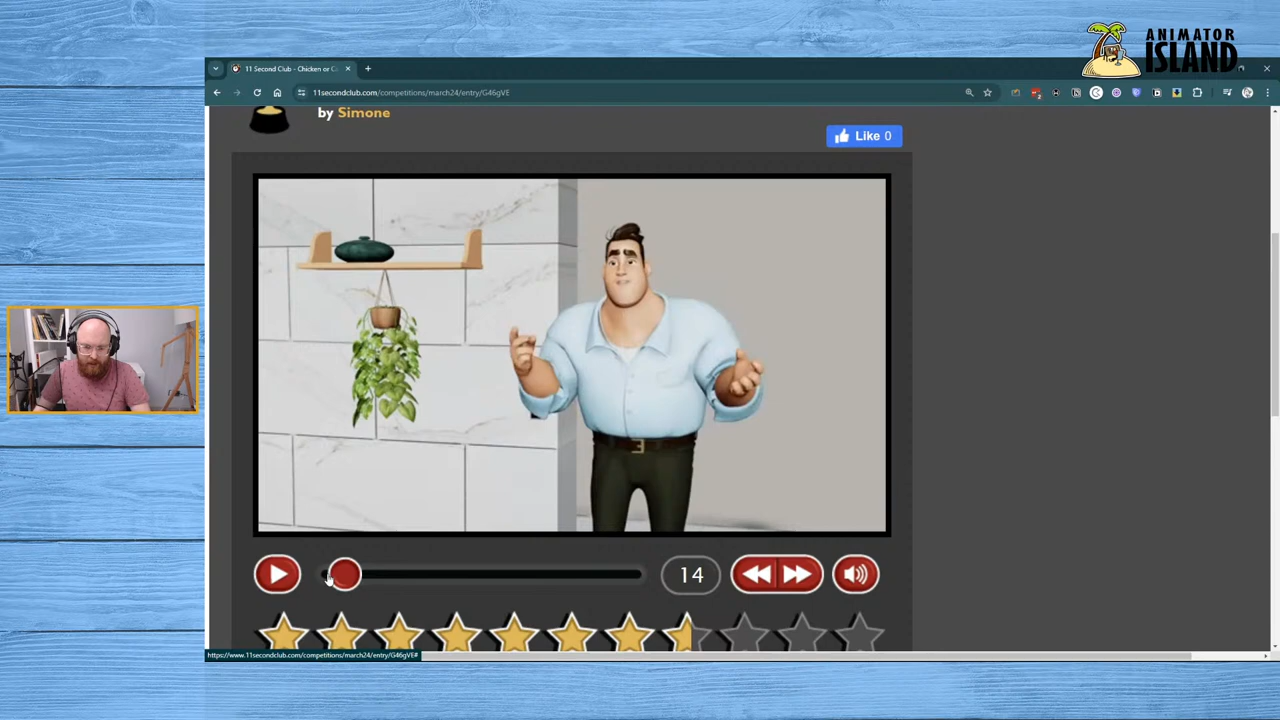 ANIMATOR
ISLAND
11 Second Club - Chicken or C
11secondclub.com/competitions/march24/entry/G46gVE
by Simone
Like 0
14
https://www.11secondclub.com/competitions/march24/entry/G46gVE#